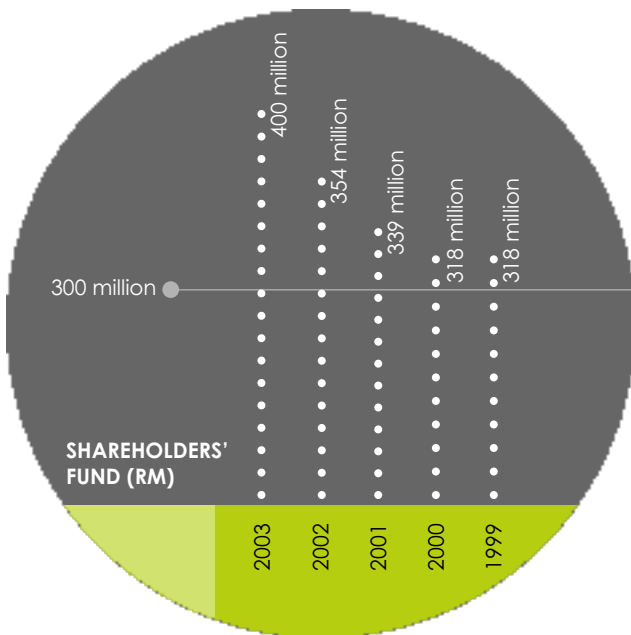 400 million
354 million
339 million
318 million
318 million
300 million
SHAREHOLDERS’
FUND (RM)
2003
2002
2001
2000
1999